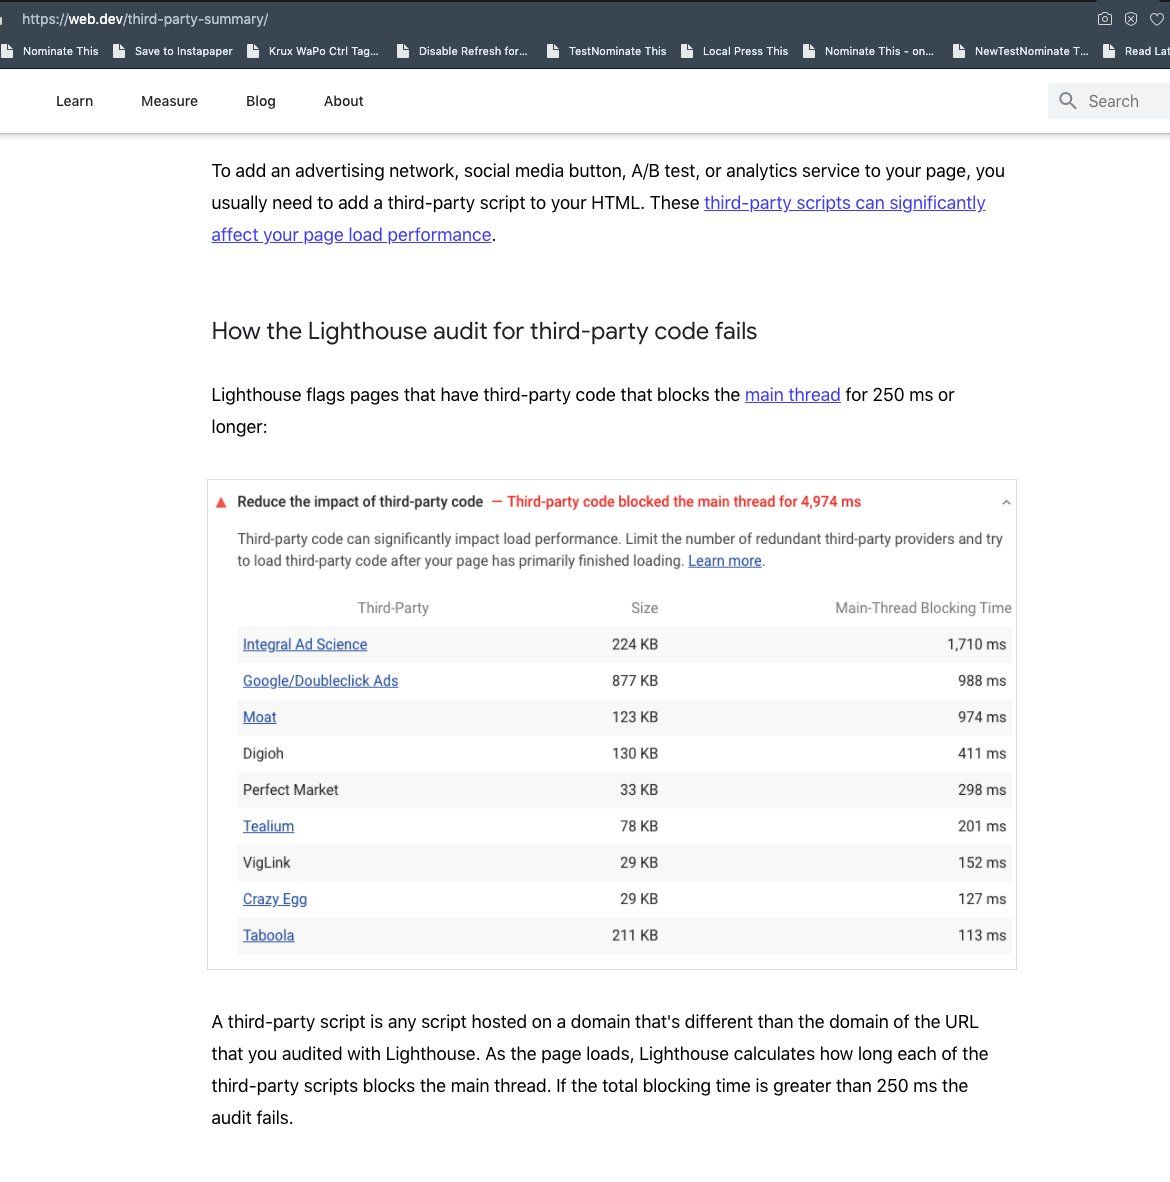 https://web.dev/third-party-summary/
Nominate This Save to Instapaper Krux WaPo Ctrl Tag... Disable Refresh for... TestNominate This Local Press This Nominate This - on... NewTestNominate T... Read Lat
Learn Measure Blog About Search
To add an advertising network, social media button, A/B test, or analytics service to your page, you
usually need to add a third-party script to your HTML. These third-party scripts can significantly
affect your page load performance.
How the Lighthouse audit for third-party code fails
Lighthouse flags pages that have third-party code that blocks the main thread for 250 ms or
longer:
Reduce the impact of third-party code — Third-party code blocked the main thread for 4,974 ms
Third-party code can significantly impact load performance. Limit the number of redundant third-party providers and try
to load third-party code after your page has primarily finished loading. Learn more.
Third-Party Size Main-Thread Blocking Time
Integral Ad Science 224 KB 1,710 ms
Google/Doubleclick Ads 877 KB 988 ms
Moat 123 KB 974 ms
Digioh 130 KB 411 ms
Perfect Market 33 KB 298 ms
Tealium 78 KB 201 ms
VigLink 29 KB 152 ms
Crazy Egg 29 KB 127 ms
Taboola 211 KB 113 ms
A third-party script is any script hosted on a domain that's different than the domain of the URL
that you audited with Lighthouse. As the page loads, Lighthouse calculates how long each of the
third-party scripts blocks the main thread. If the total blocking time is greater than 250 ms the
audit fails.